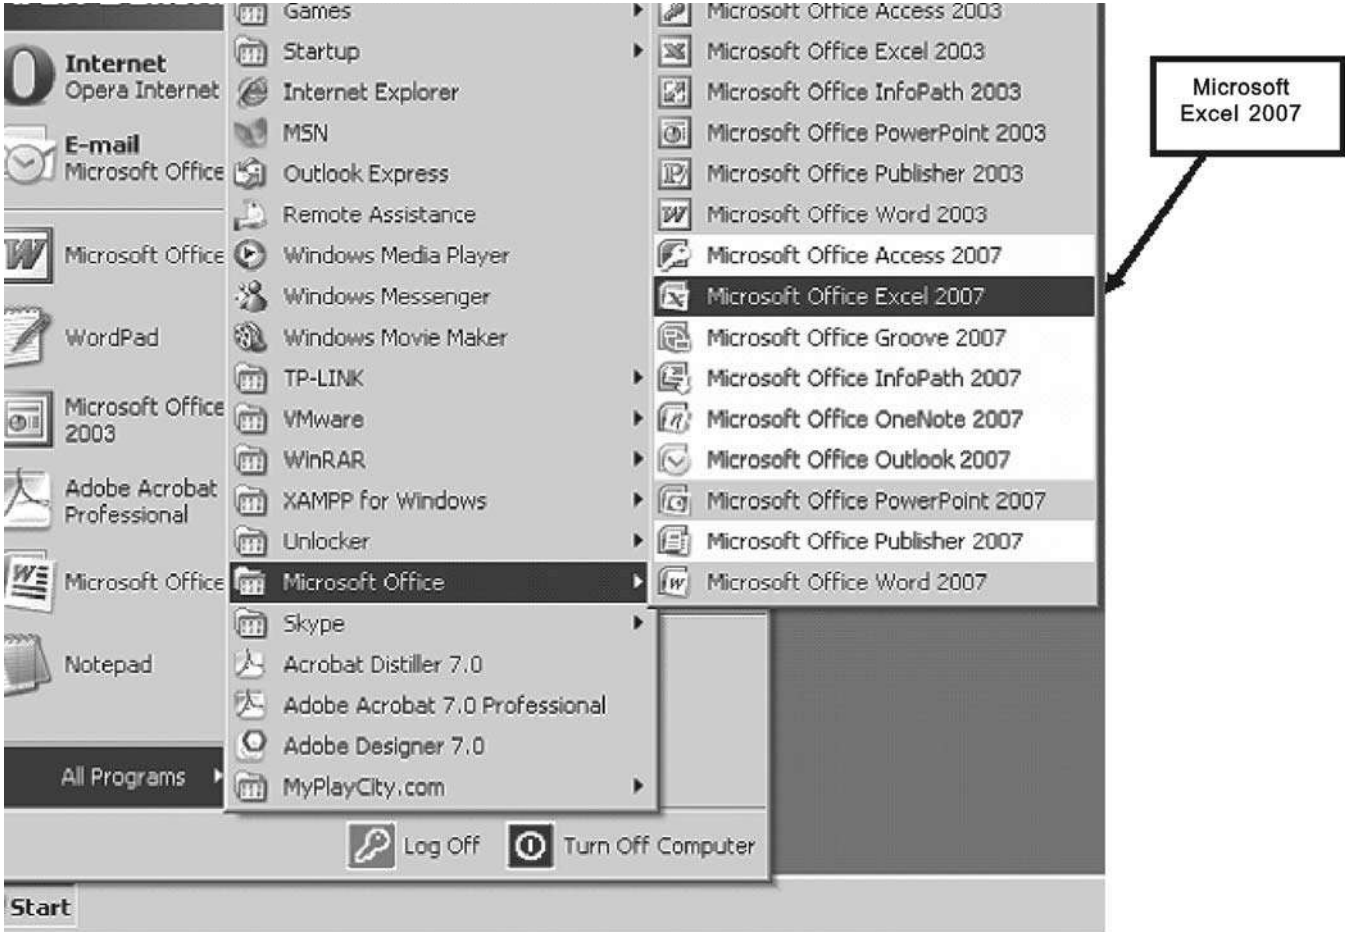 Internet
Opera Internet
E-mail
Microsoft Office
Microsoft Office
WordPad
Microsoft Office
2003
Adobe Acrobat
Professional
Microsoft Office
Notepad
All Programs
Games
Startup
Internet Explorer
MSN
Outlook Express
Remote Assistance
Windows Media Player
Windows Messenger
Windows Movie Maker
TP-LINK
VMware
WinRAR
XAMPP for Windows
Unlocker
Microsoft Office
Skype
Acrobat Distiller 7.0
Adobe Acrobat 7.0 Professional
Adobe Designer 7.0
MyPlayCity.com
Microsoft Office Access 2003
Microsoft Office Excel 2003
Microsoft Office InfoPath 2003
Microsoft Office PowerPoint 2003
Microsoft Office Publisher 2003
Microsoft Office Word 2003
Microsoft Office Access 2007
Microsoft Office Excel 2007
Microsoft Office Groove 2007
Microsoft Office InfoPath 2007
Microsoft Office OneNote 2007
Microsoft Office Outlook 2007
Microsoft Office PowerPoint 2007
Microsoft Office Publisher 2007
Microsoft Office Word 2007
Microsoft
Excel 2007
Log Off
Turn Off Computer
Start